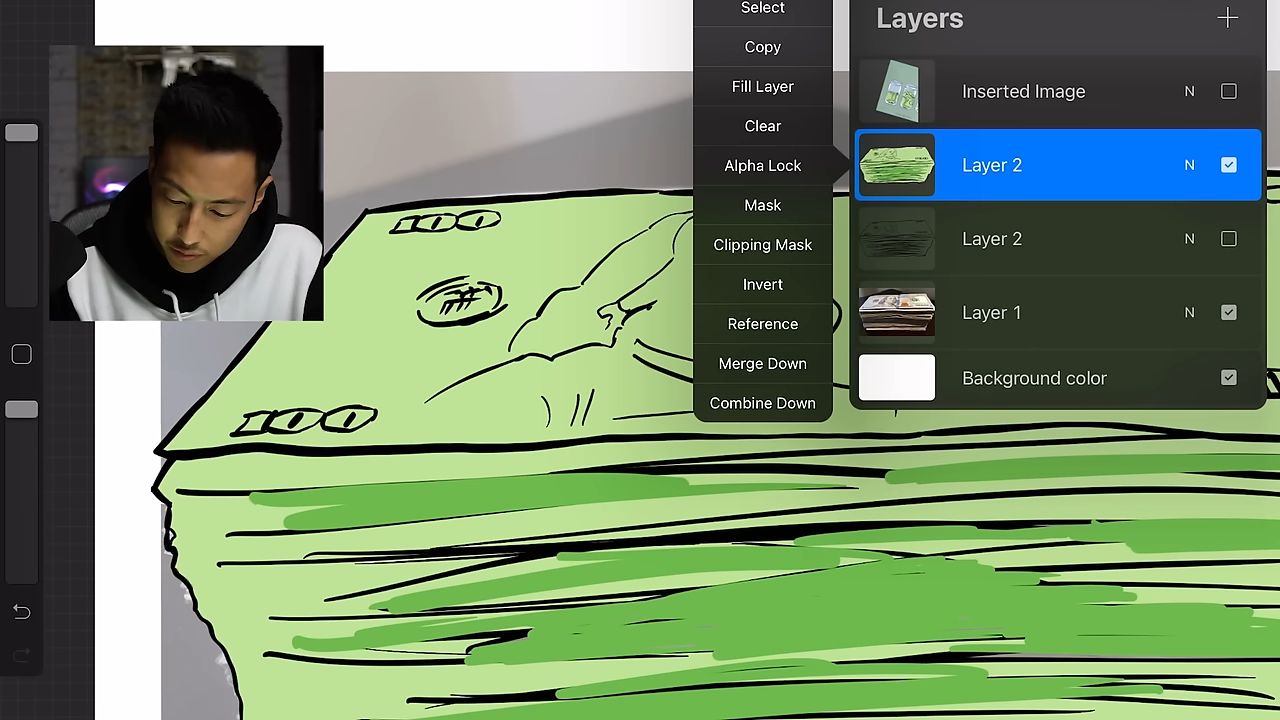 Select
Copy
Fill Layer
Clear
Alpha Lock
Mask
Clipping Mask
Invert
Reference
Merge Down
Combine Down
Layers
Inserted Image N
Layer 2 N
Layer 2 N
Layer 1 N
Background color
100
100